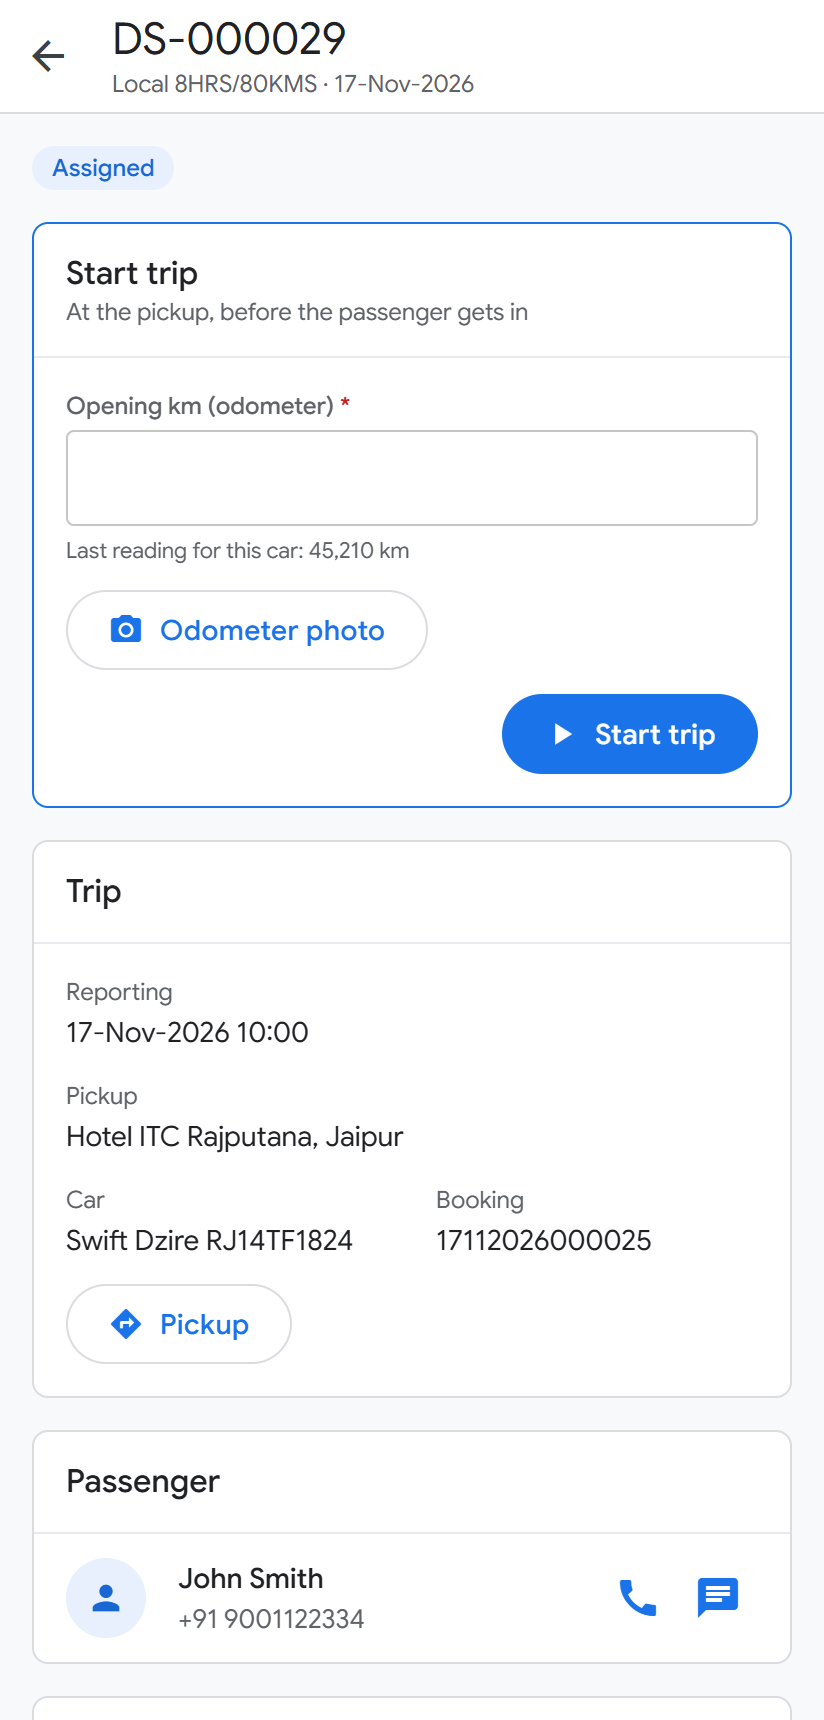 DS-000029
Local 8HRS/80KMS · 17-Nov-2026
Assigned
Start trip
At the pickup, before the passenger gets in
Opening km (odometer) *
Last reading for this car: 45,210 km
Odometer photo
Start trip
Trip
Reporting
17-Nov-2026 10:00
Pickup
Hotel ITC Rajputana, Jaipur
Car
Swift Dzire RJ14TF1824
Booking
17112026000025
Pickup
Passenger
John Smith
+91 9001122334